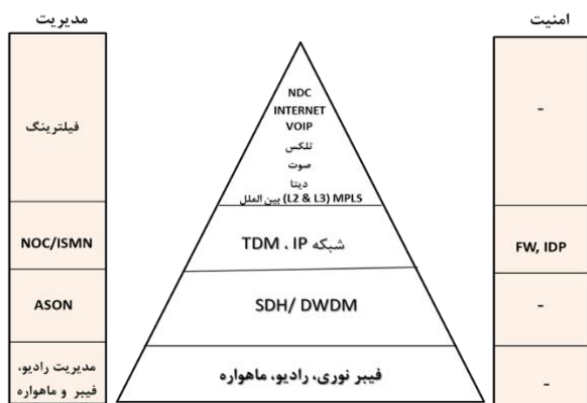 امنیت
مدیریت
-
NDC
INTERNET
VOIP
تلکس
صوت
دیتا
بین الملل (L2 & L3) MPLS
فیلترینگ
FW, IDP
شبکه TDM ، IP
NOC/ISMN
-
SDH/ DWDM
ASON
-
فیبر نوری، رادیو، ماهواره
مدیریت رادیو،
فیبر و ماهواره